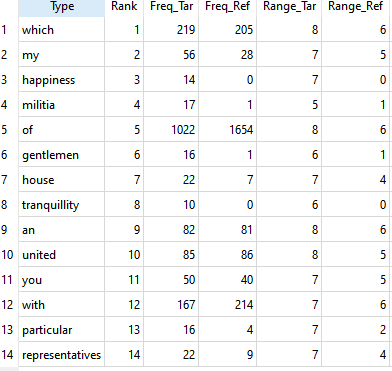 Type Rank Freq_Tar Freq_Ref Range_Tar Range_Ref
1 which 1 219 205 8 6
2 my 2 56 28 7 5
3 happiness 3 14 0 7 0
4 militia 4 17 1 5 1
5 of 5 1022 1654 8 6
6 gentlemen 6 16 1 6 1
7 house 7 22 7 7 4
8 tranquillity 8 10 0 6 0
9 an 9 82 81 8 6
10 united 10 85 86 8 5
11 you 11 50 40 7 5
12 with 12 167 214 7 6
13 particular 13 16 4 7 2
14 representatives 14 22 9 7 4